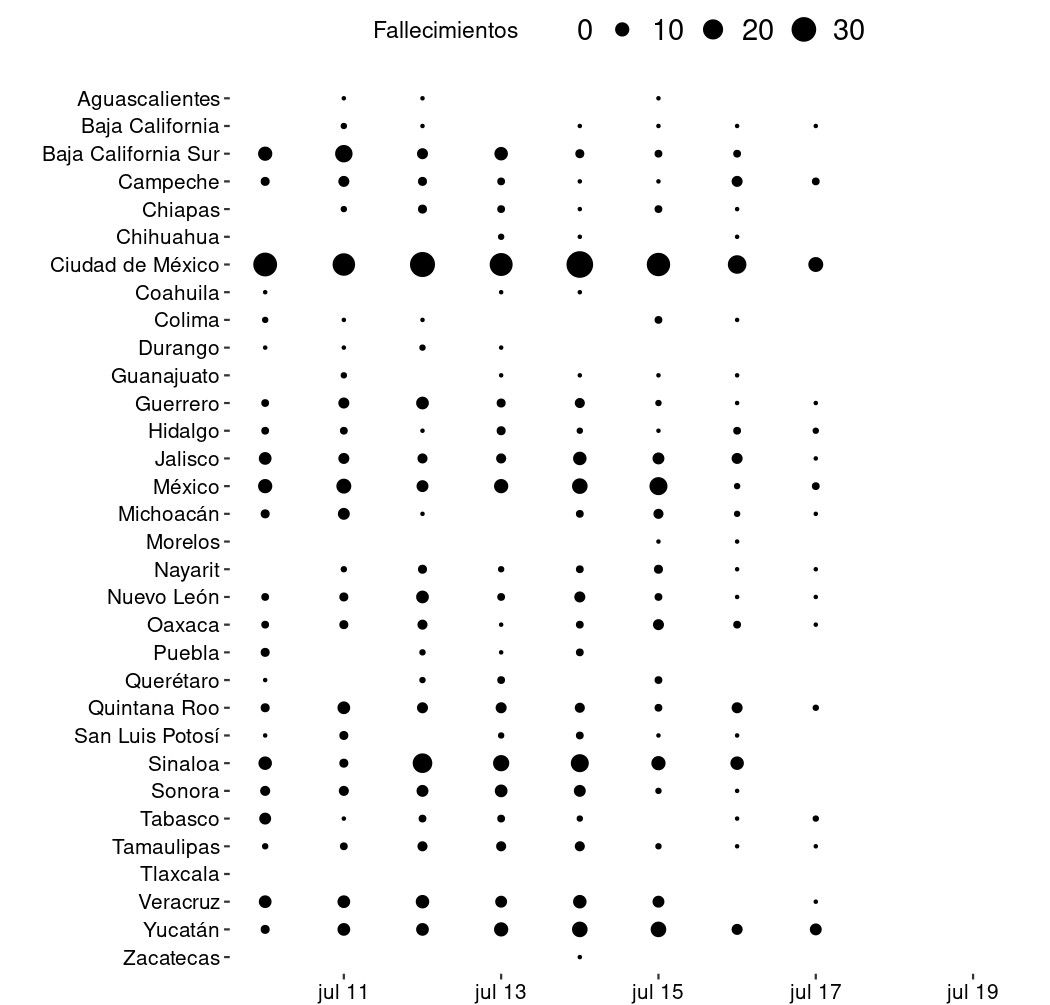 Fallecimientos 0 10 20 30
Aguascalientes
Baja California
Baja California Sur
Campeche
Chiapas
Chihuahua
Ciudad de México
Coahuila
Colima
Durango
Guanajuato
Guerrero
Hidalgo
Jalisco
México
Michoacán
Morelos
Nayarit
Nuevo León
Oaxaca
Puebla
Querétaro
Quintana Roo
San Luis Potosí
Sinaloa
Sonora
Tabasco
Tamaulipas
Tlaxcala
Veracruz
Yucatán
Zacatecas
jul 11 jul 13 jul 15 jul 17 jul 19